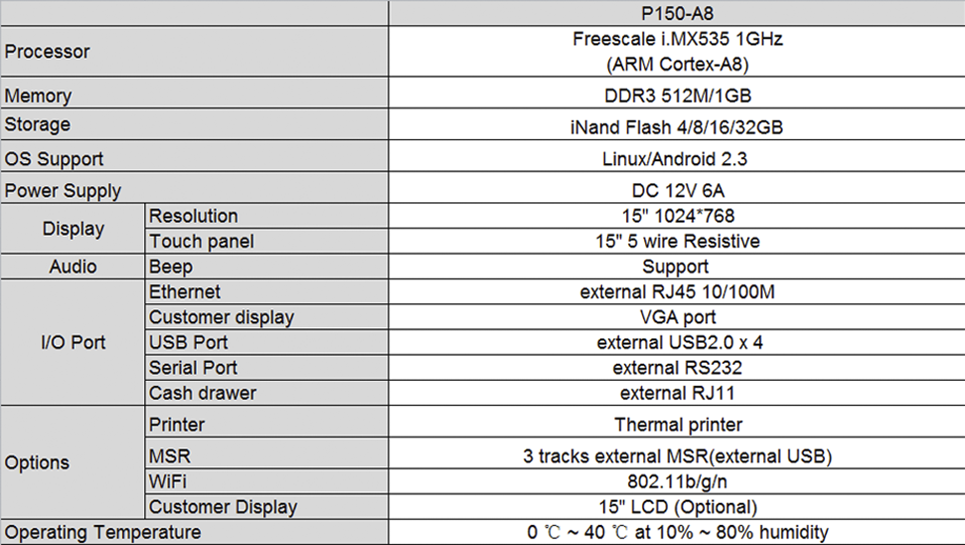 P150-A8
Processor
Freescale i.MX535 1GHz
(ARM Cortex-A8)
Memory
DDR3 512M/1GB
Storage
iNand Flash 4/8/16/32GB
OS Support
Linux/Android 2.3
Power Supply
DC 12V 6A
Display
Resolution
15" 1024*768
Touch panel
15" 5 wire Resistive
Audio
Beep
Support
I/O Port
Ethernet
external RJ45 10/100M
Customer display
VGA port
USB Port
external USB2.0 x 4
Serial Port
external RS232
Cash drawer
external RJ11
Options
Printer
Thermal printer
MSR
3 tracks external MSR(external USB)
WiFi
802.11b/g/n
Customer Display
15" LCD (Optional)
Operating Temperature
0 ℃ ~ 40 ℃ at 10% ~ 80% humidity